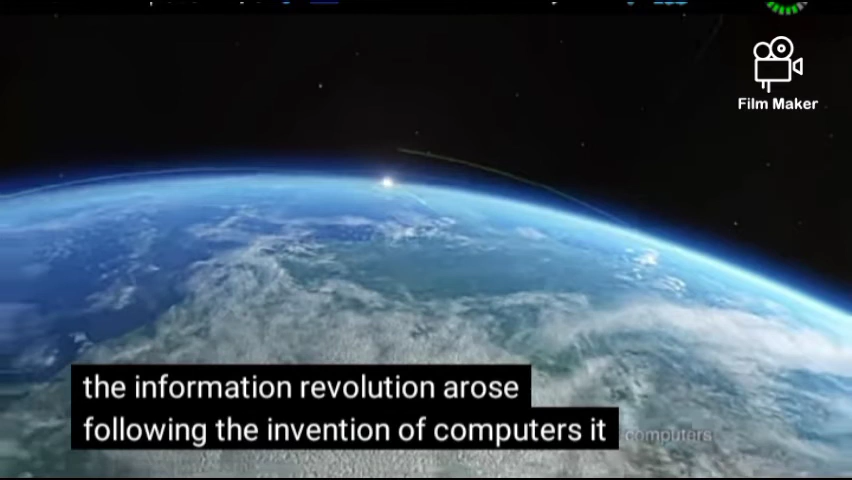 Film Maker
the information revolution arose
following the invention of computers it
computers